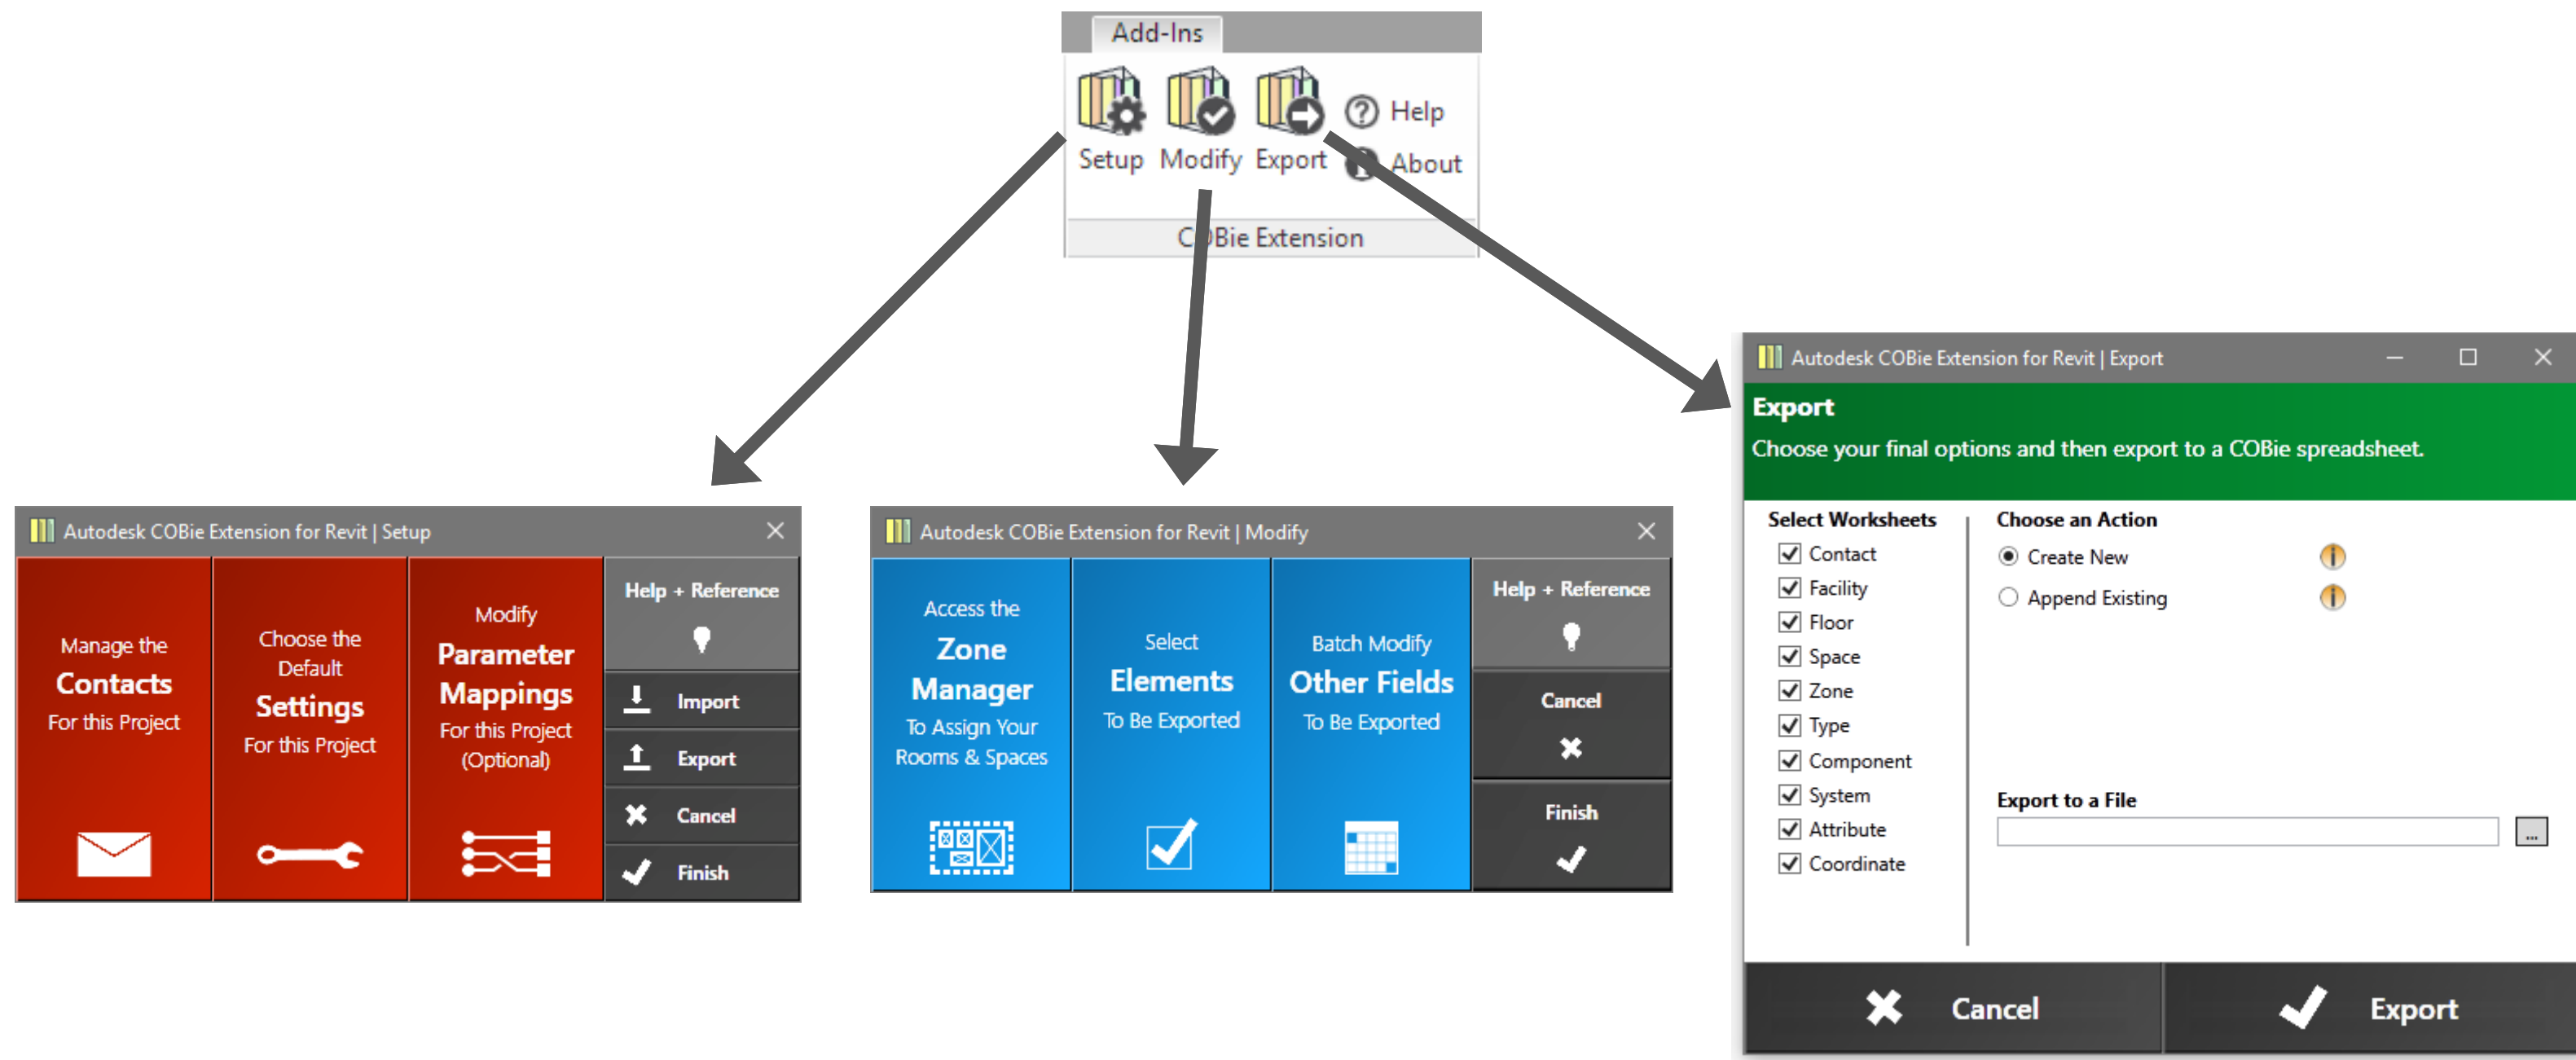 Add-Ins
Setup Modify Export
Help
About
COBie Extension
Autodesk COBie Extension for Revit | Setup
Manage the
Contacts
For this Project
Choose the
Default
Settings
For this Project
Modify
Parameter
Mappings
For this Project
(Optional)
Help + Reference
Import
Export
Cancel
Finish
Autodesk COBie Extension for Revit | Modify
Access the
Zone
Manager
To Assign Your
Rooms & Spaces
Select
Elements
To Be Exported
Batch Modify
Other Fields
To Be Exported
Help + Reference
Cancel
Finish
Autodesk COBie Extension for Revit | Export
Export
Choose your final options and then export to a COBie spreadsheet.
Select Worksheets
Contact
Facility
Floor
Space
Zone
Type
Component
System
Attribute
Coordinate
Choose an Action
Create New
Append Existing
Export to a File
...
Cancel
Export